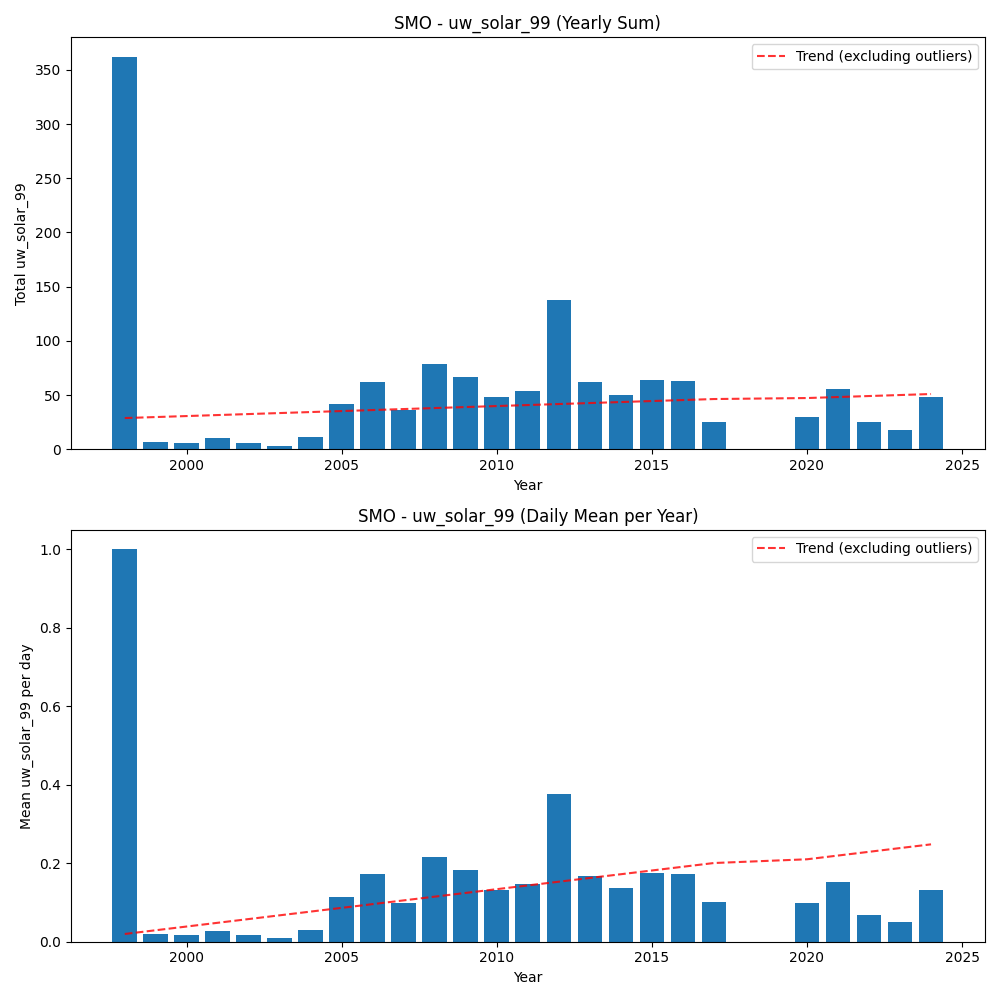 SMO - uw_solar_99 (Yearly Sum)
Trend (excluding outliers)
350
300
250
200
150
100
50
0
Total uw_solar_99
2000 2005 2010 2015 2020 2025
Year
SMO - uw_solar_99 (Daily Mean per Year)
Trend (excluding outliers)
1.0
0.8
0.6
0.4
0.2
0.0
Mean uw_solar_99 per day
2000 2005 2010 2015 2020 2025
Year